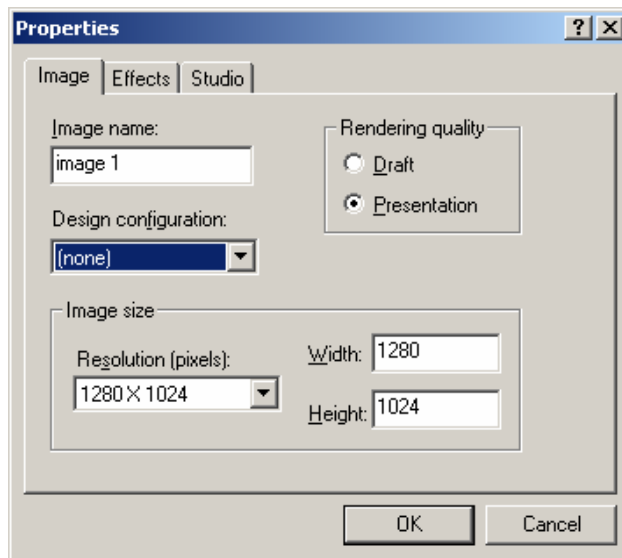 Properties
Image Effects Studio
Image name:
image 1
Design configuration:
(none)
Rendering quality
Draft
Presentation
Image size
Resolution (pixels):
1280 X 1024
Width: 1280
Height: 1024
OK Cancel